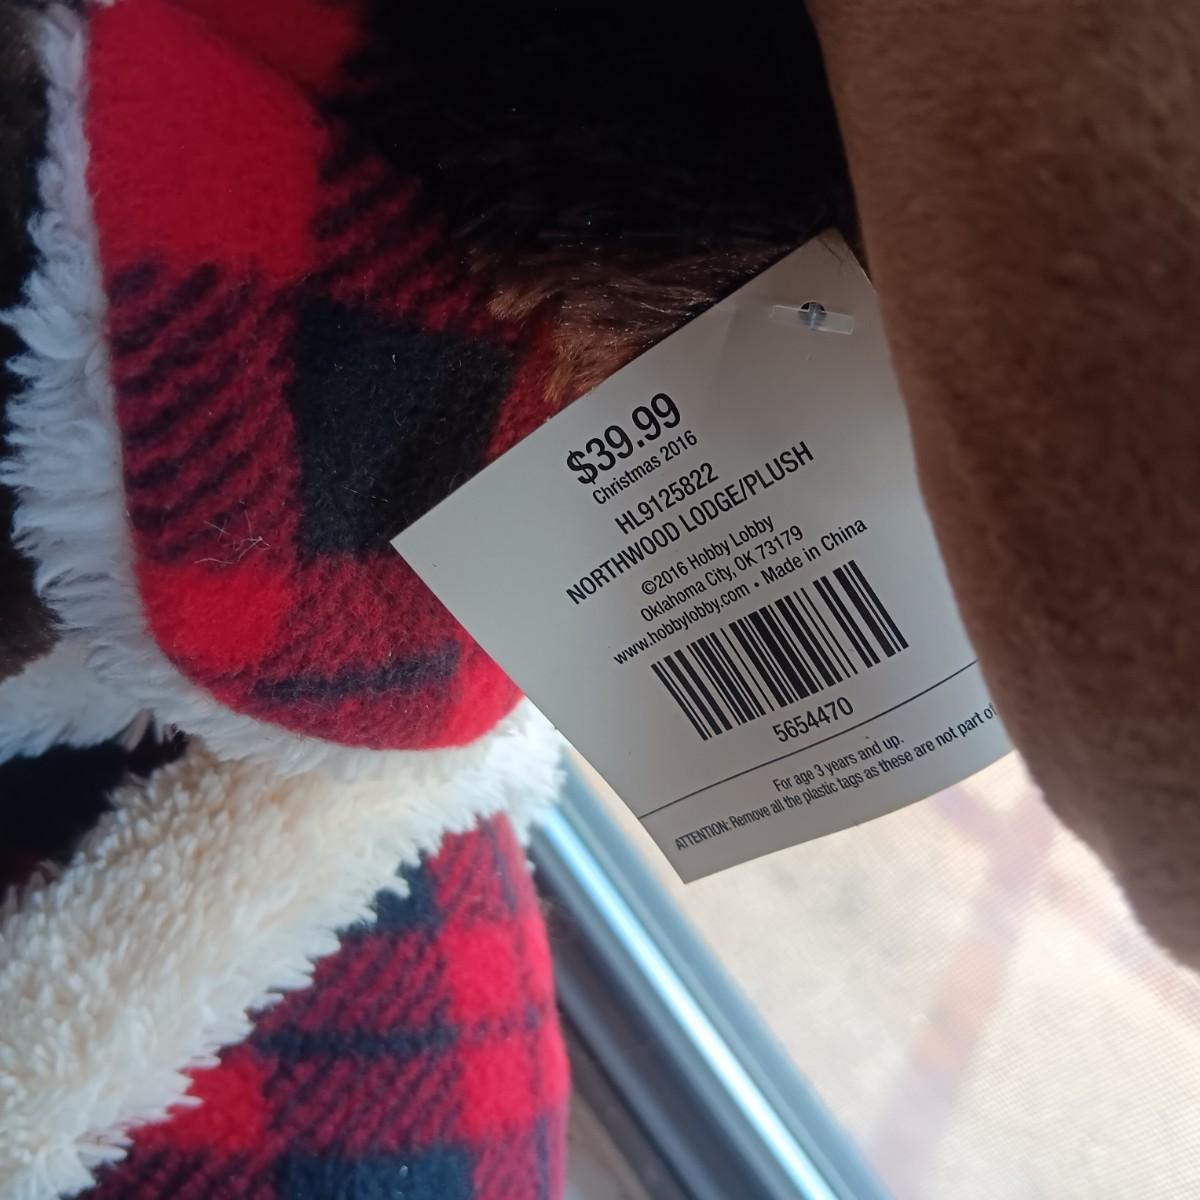 $39.99
Christmas 2016
HL9125822
NORTHWOOD LODGE/PLUSH
©2016 Hobby Lobby
Oklahoma City, OK 73179
www.hobbylobby.com • Made in China
5654470
For age 3 years and up.
ATTENTION: Remove all the plastic tags as these are not part of